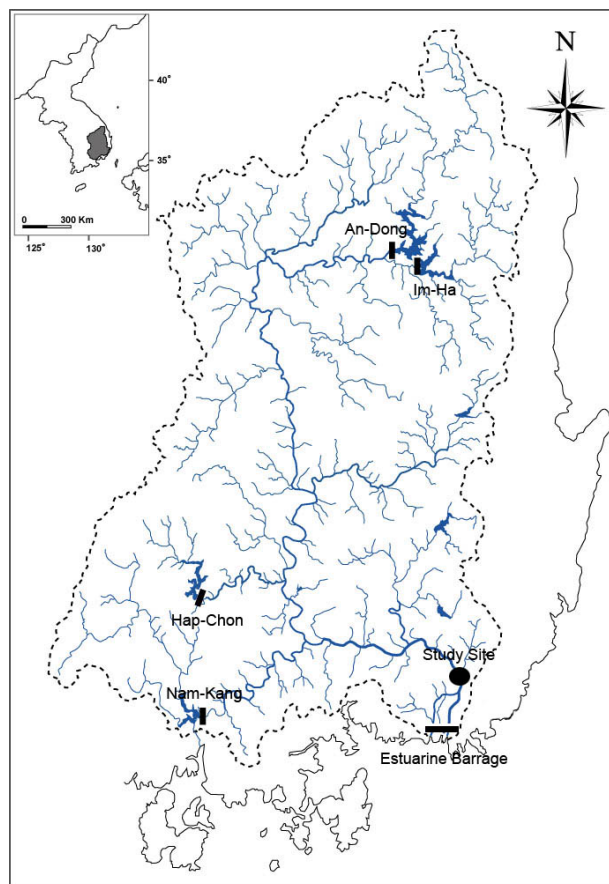 N
40°
35°
0 300 Km
125° 130°
An-Dong
Im-Ha
Hap-Chon
Nam-Kang
Study Site
Estuarine Barrage